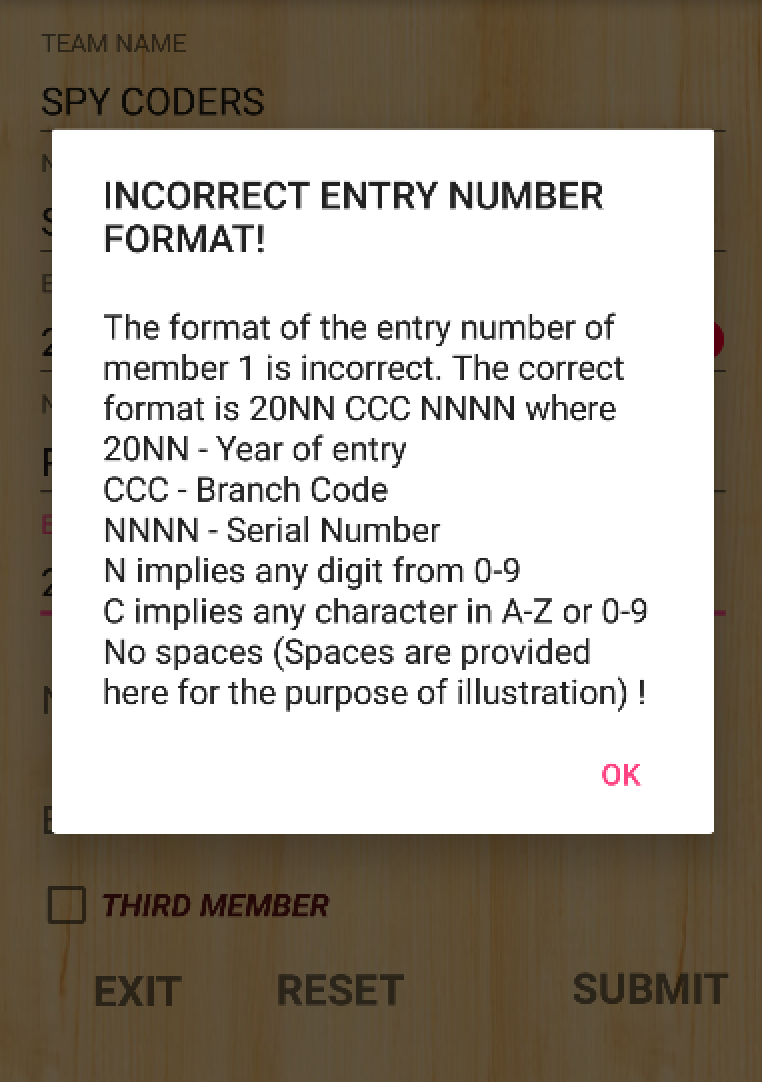 TEAM NAME
SPY CODERS
INCORRECT ENTRY NUMBER
FORMAT!
The format of the entry number of
member 1 is incorrect. The correct
format is 20NN CCC NNNN where
20NN - Year of entry
CCC - Branch Code
NNNN - Serial Number
N implies any digit from 0-9
C implies any character in A-Z or 0-9
No spaces (Spaces are provided
here for the purpose of illustration) !
OK
THIRD MEMBER
EXIT RESET SUBMIT